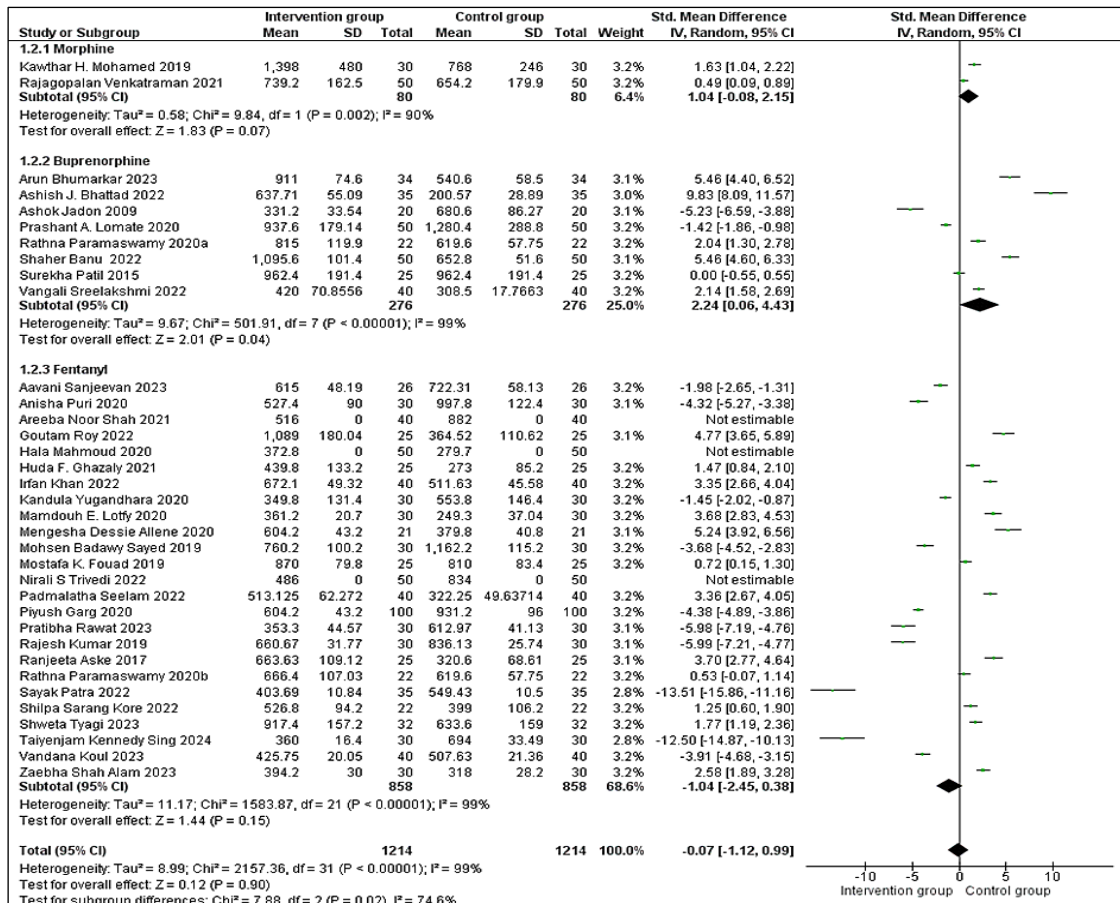 Intervention group Control group Std. Mean Difference Std. Mean Difference
Study or Subgroup Mean SD Total Mean SD Total Weight IV, Random, 95% CI IV, Random, 95% CI
1.2.1 Morphine
Kawthar H. Mohamed 2019 1,398 480 30 768 246 30 3.2% 1.63 [1.04, 2.22]
Rajagopalan Venkatraman 2021 739.2 162.5 50 654.2 179.9 50 3.2% 0.49 [0.09, 0.89]
Subtotal (95% CI) 80 80 6.4% 1.04 [-0.08, 2.15]
Heterogeneity: Tau² = 0.58; Chi² = 9.84, df = 1 (P = 0.002); I² = 90%
Test for overall effect: Z = 1.83 (P = 0.07)
1.2.2 Buprenorphine
Arun Bhumarkar 2023 911 74.6 34 540.6 58.5 34 3.1% 5.46 [4.40, 6.52]
Ashish J. Bhattad 2022 637.71 55.09 35 200.57 28.89 35 3.0% 9.83 [8.09, 11.57]
Ashok Jadon 2009 331.2 33.54 20 680.6 86.27 20 3.1% -5.23 [-6.59, -3.88]
Prashant A. Lomate 2020 937.6 179.14 50 1,280.4 288.8 50 3.2% -1.42 [-1.86, -0.98]
Rathna Paramaswamy 2020a 815 119.9 22 619.6 57.75 22 3.2% 2.04 [1.30, 2.78]
Shaher Banu 2022 1,095.6 101.4 50 652.8 51.6 50 3.2% 5.46 [4.60, 6.33]
Surekha Patil 2015 962.4 191.4 25 962.4 191.4 25 3.2% 0.00 [-0.55, 0.55]
Vangali Sreelakshmi 2022 420 70.8556 40 308.5 17.7663 40 3.2% 2.14 [1.58, 2.69]
Subtotal (95% CI) 276 276 25.0% 2.24 [0.06, 4.43]
Heterogeneity: Tau² = 9.67; Chi² = 501.91, df = 7 (P < 0.00001); I² = 99%
Test for overall effect: Z = 2.01 (P = 0.04)
1.2.3 Fentanyl
Aavani Sanjeevan 2023 615 48.19 26 722.31 58.13 26 3.2% -1.98 [-2.65, -1.31]
Anisha Puri 2020 527.4 90 30 997.8 122.4 30 3.1% -4.32 [-5.27, -3.38]
Areeba Noor Shah 2021 516 0 40 882 0 40 Not estimable
Goutam Roy 2022 1,089 180.04 25 364.52 110.62 25 3.1% 4.77 [3.65, 5.89]
Hala Mahmoud 2020 372.8 0 50 279.7 0 50 Not estimable
Huda F. Ghazaly 2021 439.8 133.2 25 273 85.2 25 3.2% 1.47 [0.84, 2.10]
Irfan Khan 2022 672.1 49.32 40 511.63 45.58 40 3.2% 3.35 [2.66, 4.04]
Kandula Yugandhara 2020 349.8 131.4 30 553.8 146.4 30 3.2% -1.45 [-2.02, -0.87]
Mamdouh E. Lotfy 2020 361.2 20.7 30 249.3 37.04 30 3.2% 3.68 [2.83, 4.53]
Mengesha Dessie Allene 2020 604.2 43.2 21 379.8 40.8 21 3.1% 5.24 [3.92, 6.56]
Mohsen Badawy Sayed 2019 760.2 100.2 30 1,162.2 115.2 30 3.2% -3.68 [-4.52, -2.83]
Mostafa K. Fouad 2019 870 79.8 25 810 83.4 25 3.2% 0.72 [0.15, 1.30]
Nirali S Trivedi 2022 486 0 50 834 0 50 Not estimable
Padmalatha Seelam 2022 513.125 62.272 40 322.25 49.63714 40 3.2% 3.36 [2.67, 4.05]
Piyush Garg 2020 604.2 43.2 100 931.2 96 100 3.2% -4.38 [-4.89, -3.86]
Pratibha Rawat 2023 353.3 44.57 30 612.97 41.13 30 3.1% -5.98 [-7.19, -4.76]
Rajesh Kumar 2019 660.67 31.77 30 836.13 25.74 30 3.1% -5.99 [-7.21, -4.77]
Ranjeeta Aske 2017 663.63 109.12 25 320.6 68.61 25 3.1% 3.70 [2.77, 4.64]
Rathna Paramaswamy 2020b 666.4 107.03 22 619.6 57.75 22 3.2% 0.53 [-0.07, 1.14]
Sayak Patra 2022 403.69 10.84 35 549.43 10.5 35 2.8% -13.51 [-15.86, -11.16]
Shilpa Sarang Kore 2022 526.8 94.2 22 399 106.2 22 3.2% 1.25 [0.60, 1.90]
Shweta Tyagi 2023 917.4 157.2 32 633.6 159 32 3.2% 1.77 [1.19, 2.36]
Taiyenjam Kennedy Sing 2024 360 16.4 30 694 33.49 30 2.8% -12.50 [-14.87, -10.13]
Vandana Koul 2023 425.75 20.05 40 507.63 21.36 40 3.2% -3.91 [-4.68, -3.15]
Zaebha Shah Alam 2023 394.2 30 30 318 28.2 30 3.2% 2.58 [1.89, 3.28]
Subtotal (95% CI) 858 858 68.6% -1.04 [-2.45, 0.38]
Heterogeneity: Tau² = 11.17; Chi² = 1583.87, df = 21 (P < 0.00001); I² = 99%
Test for overall effect: Z = 1.44 (P = 0.15)
Total (95% CI) 1214 1214 100.0% -0.07 [-1.12, 0.99]
Heterogeneity: Tau² = 8.99; Chi² = 2157.36, df = 31 (P < 0.00001); I² = 99%
Test for overall effect: Z = 0.12 (P = 0.90)
Test for subgroup differences: Chi² = 7.88, df = 2 (P = 0.02), I² = 74.6%
-10 -5 0 5 10
Intervention group Control group